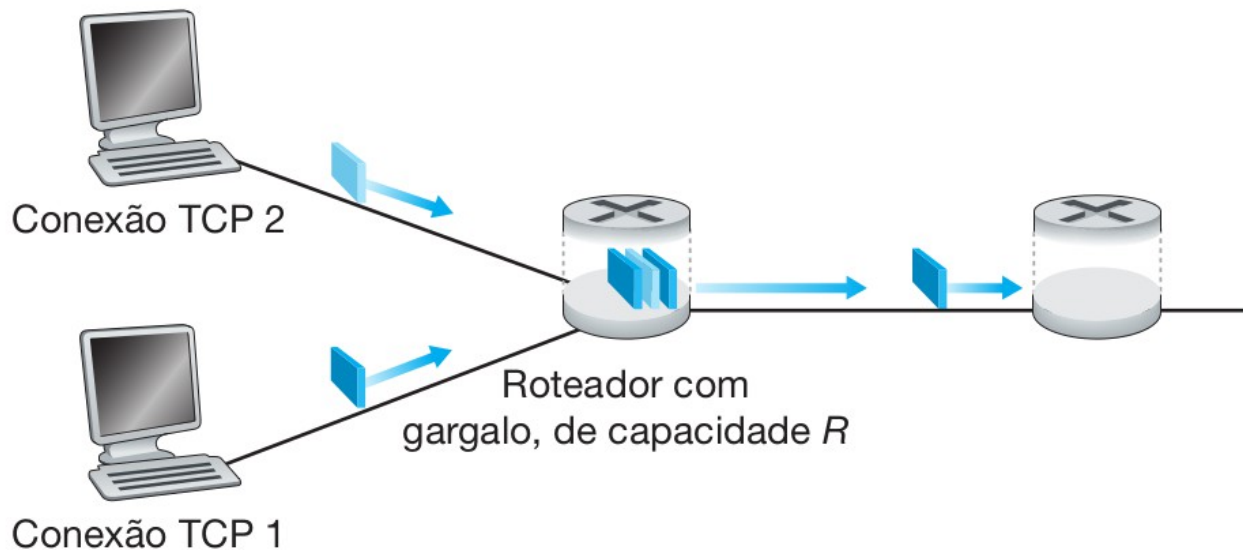 Conexão TCP 2
Roteador com
gargalo, de capacidade R
Conexão TCP 1